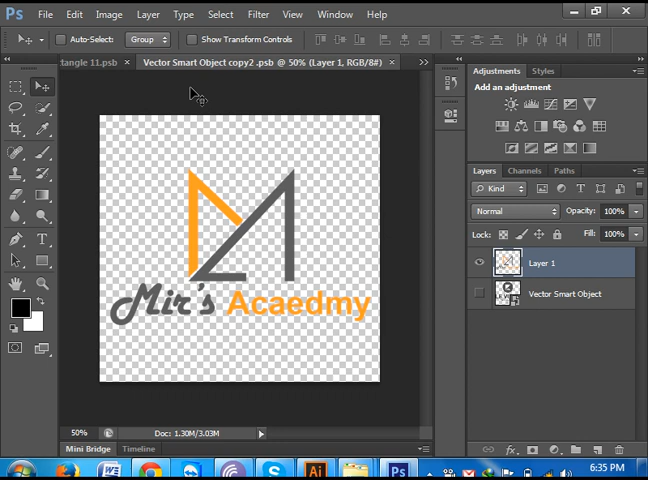 Ps File Edit Image Layer Type Select Filter View Window Help
Auto-Select: Group Show Transform Controls
tangle 11.psb × Vector Smart Object copy2 .psb @ 50% (Layer 1, RGB/8#) ×
Adjustments Styles
Add an adjustment
Layers Channels Paths
Kind
Normal Opacity: 100%
Lock: Fill: 100%
Layer 1
Vector Smart Object
Mir's Acaedmy
50% Doc: 1.30M/3.03M
fx
Mini Bridge Timeline
W S Ai Ps 6:35 PM